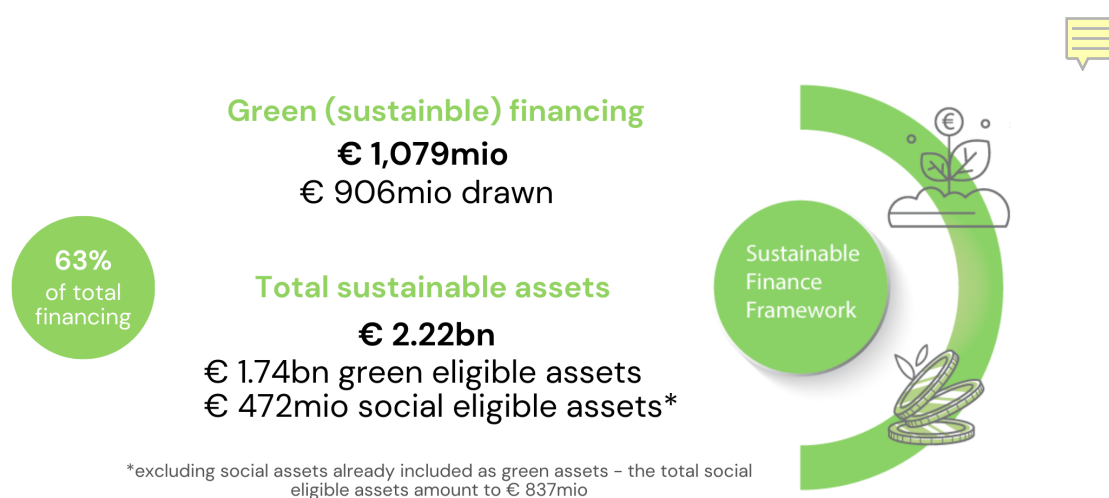 Green (sustainble) financing
€ 1,079mio
€ 906mio drawn
63%
of total
financing
Total sustainable assets
€ 2.22bn
€ 1.74bn green eligible assets
€ 472mio social eligible assets*
*excluding social assets already included as green assets - the total social
eligible assets amount to € 837mio
€
Sustainable
Finance
Framework